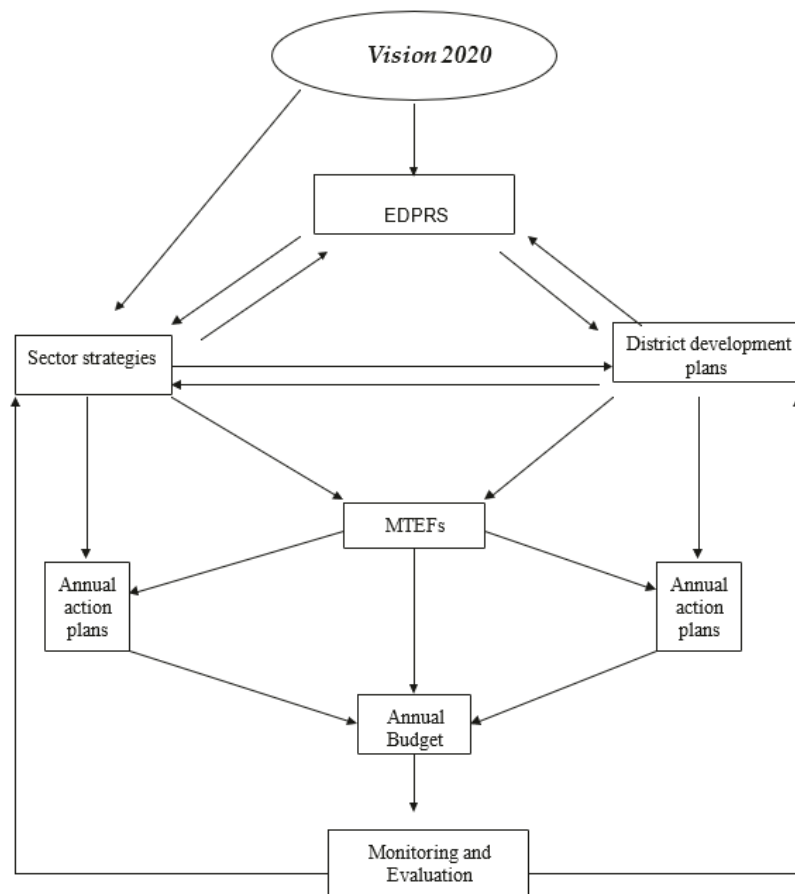 Vision 2020
EDPRS
Sector strategies
District development
plans
MTEFs
Annual
action
plans
Annual
action
plans
Annual
Budget
Monitoring and
Evaluation